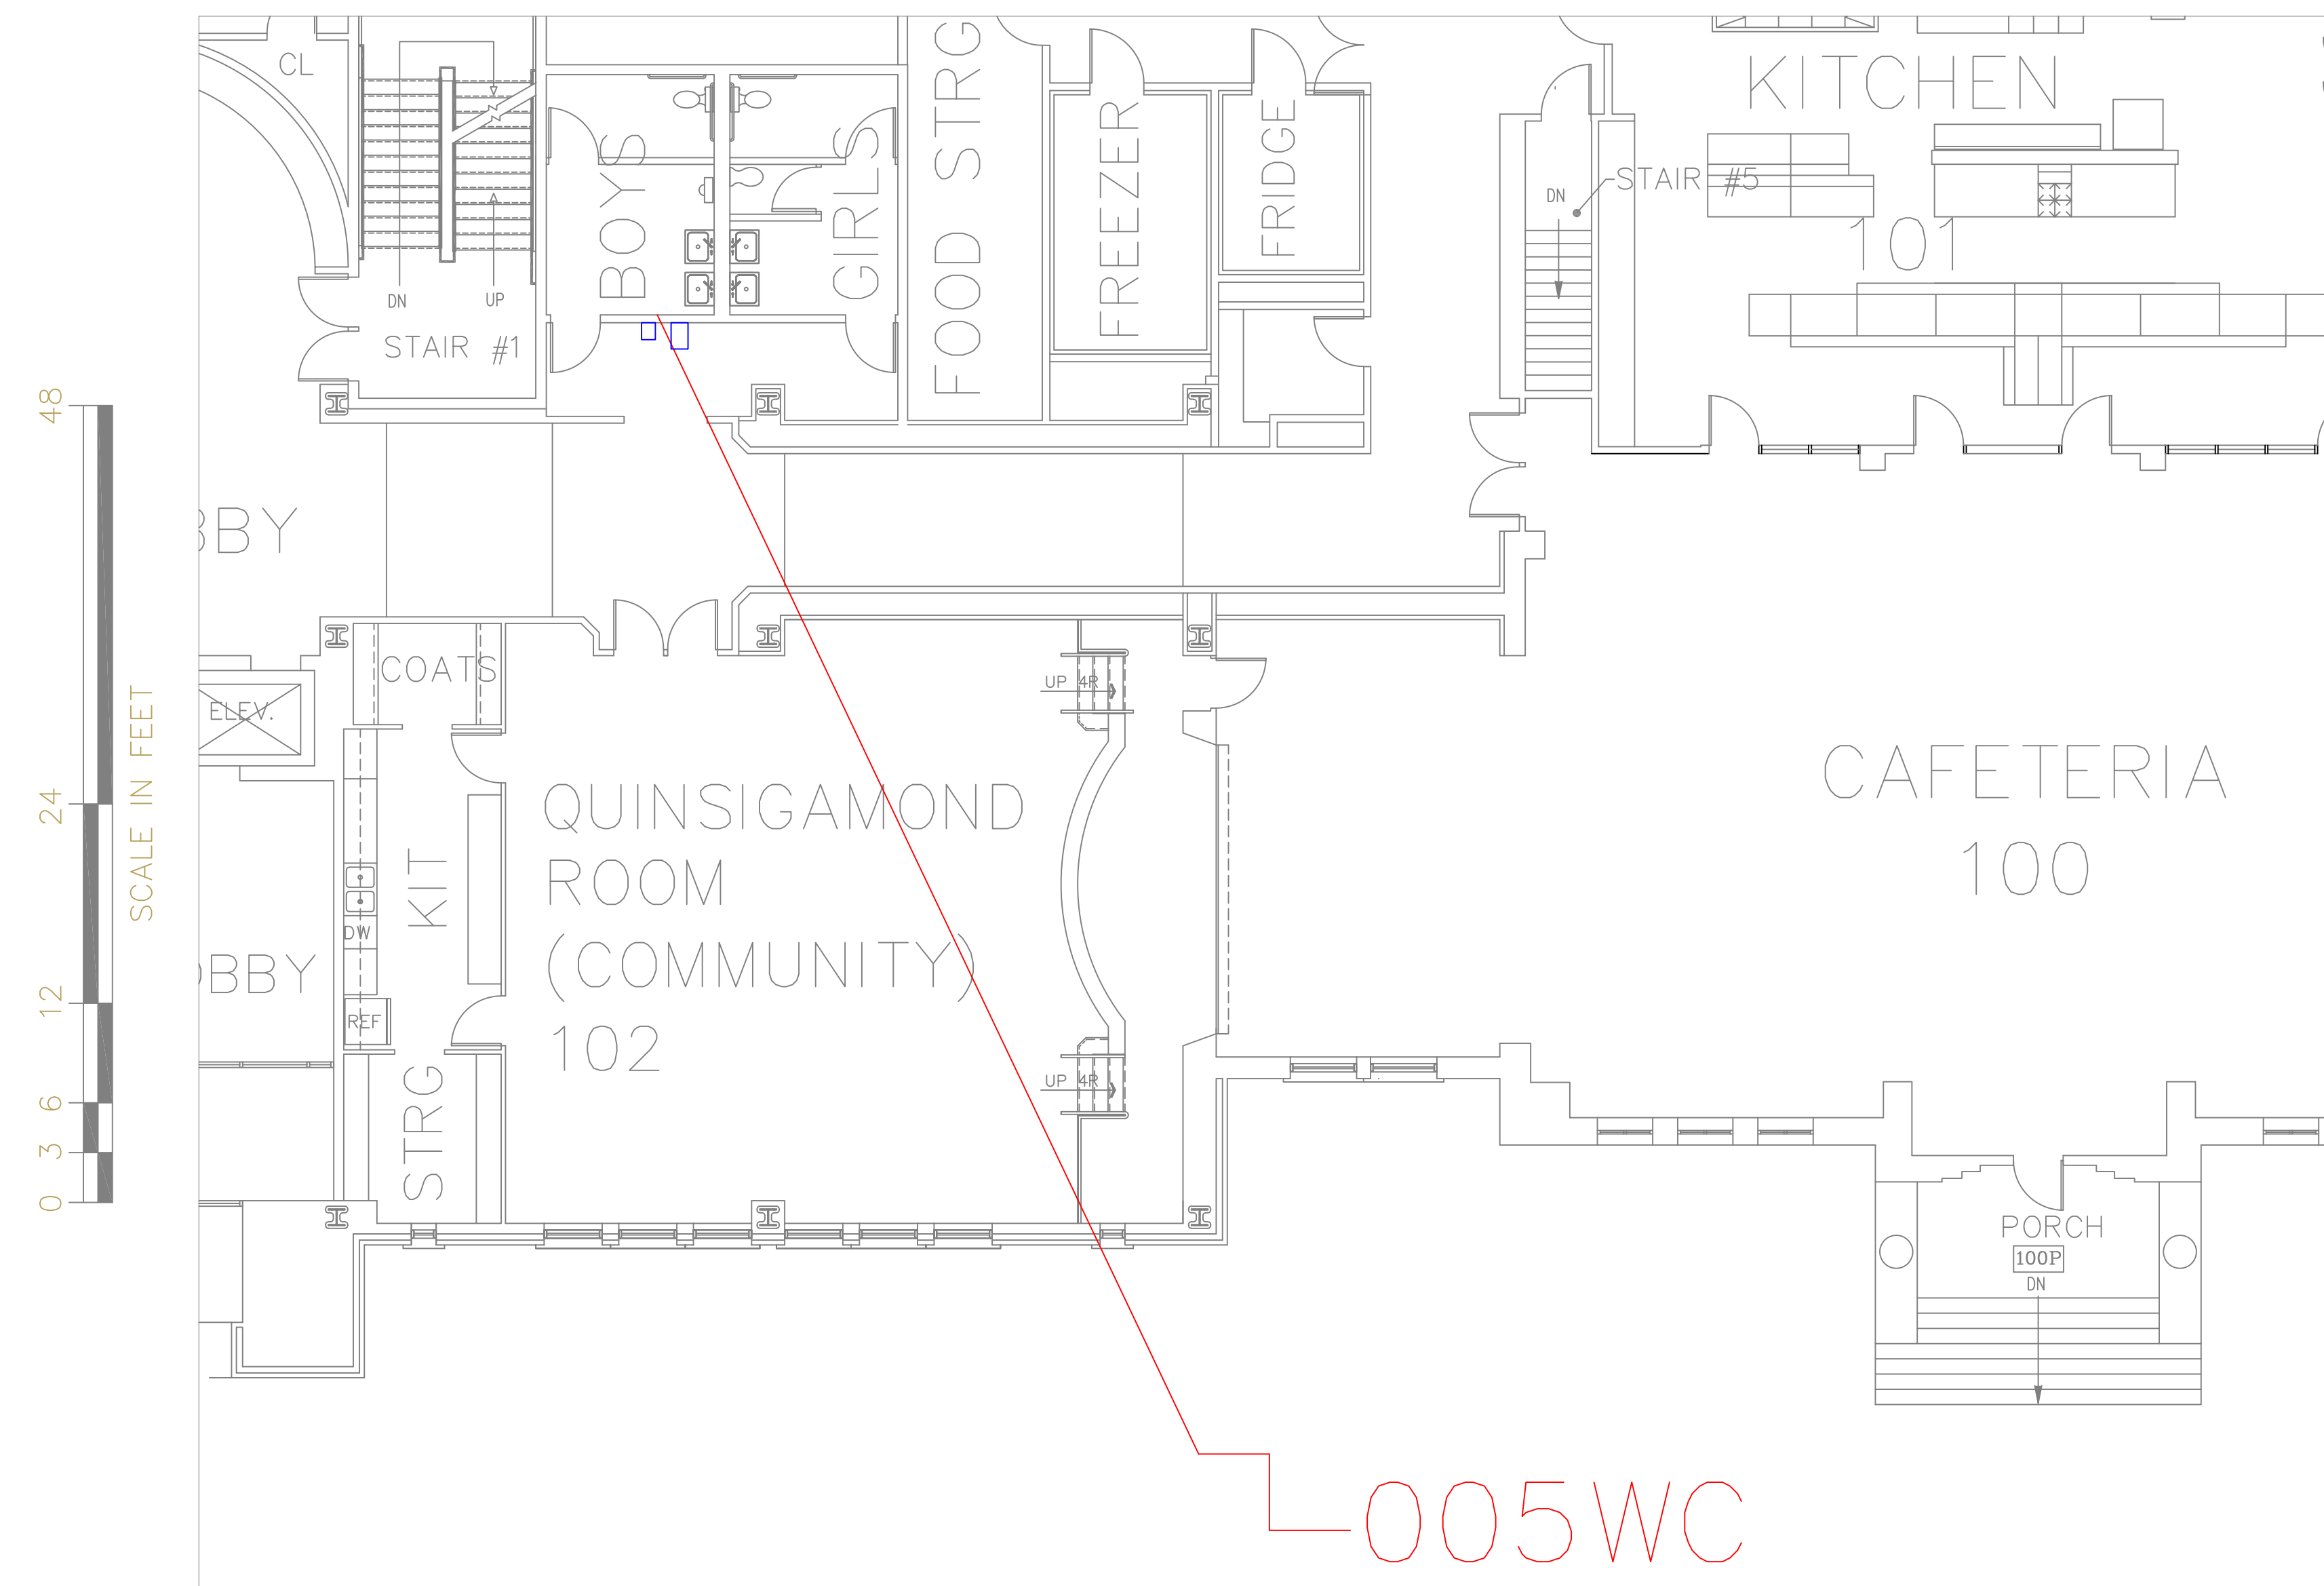 CL
KITCHEN
101
BOYS
GIRLS
FOOD STRG
FREEZER
FRIDGE
DN
STAIR #5
DN
UP
STAIR #1
48
24
12
6
3
0
SCALE IN FEET
BBY
COATS
ELEV.
UP 4R
QUINSIGAMOND
ROOM
(COMMUNITY)
102
KIT
DW
OBBY
REF
STRG
UP 4R
CAFETERIA
100
PORCH
100P
DN
005WC